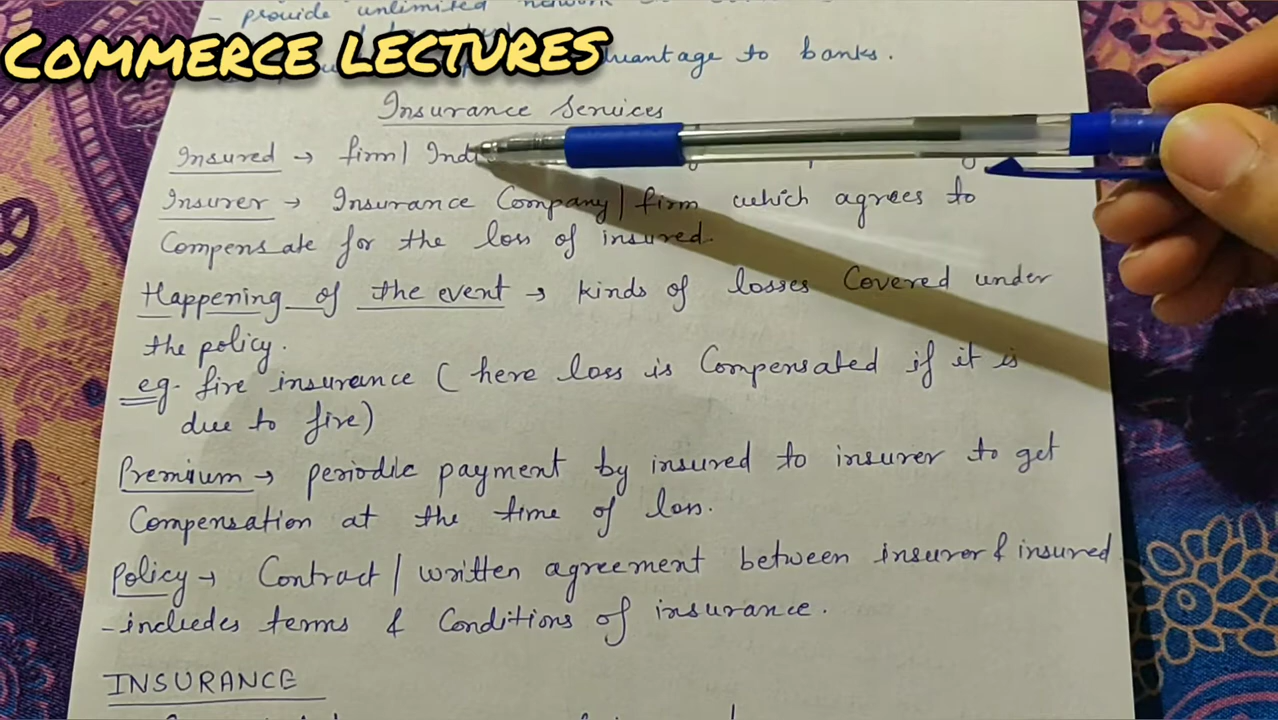 - provide unlimited network
COMMERCE LECTURES
advantage to banks.
Insurance Services
Insured → firm/ Ind
Insurer → Insurance Company/firm which agrees to
Compensate for the loss of insured.
Happening of the event → kinds of losses Covered under
the policy.
eg. fire insurance ( here loss is Compensated if it is
due to fire)
Premium → periodic payment by insured to insurer to get
Compensation at the time of loss.
Policy → Contract/written agreement between insurer & insured
- includes terms & Conditions of insurance.
INSURANCE